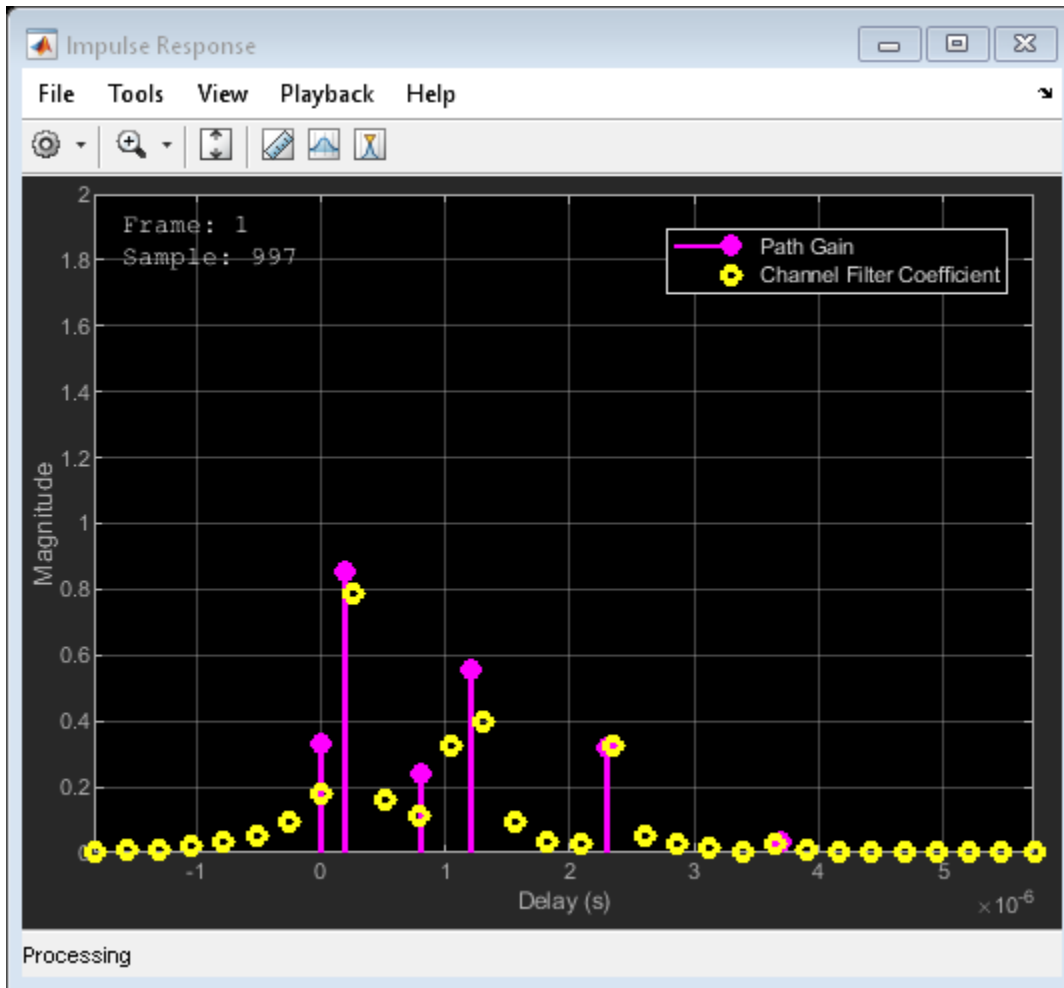 Impulse Response
File Tools View Playback Help
Frame: 1
Sample: 997
Path Gain
Channel Filter Coefficient
2
1.8
1.6
1.4
1.2
1
0.8
0.6
0.4
0.2
0
Magnitude
-1 0 1 2 3 4 5
Delay (s)
×10⁻⁶
Processing